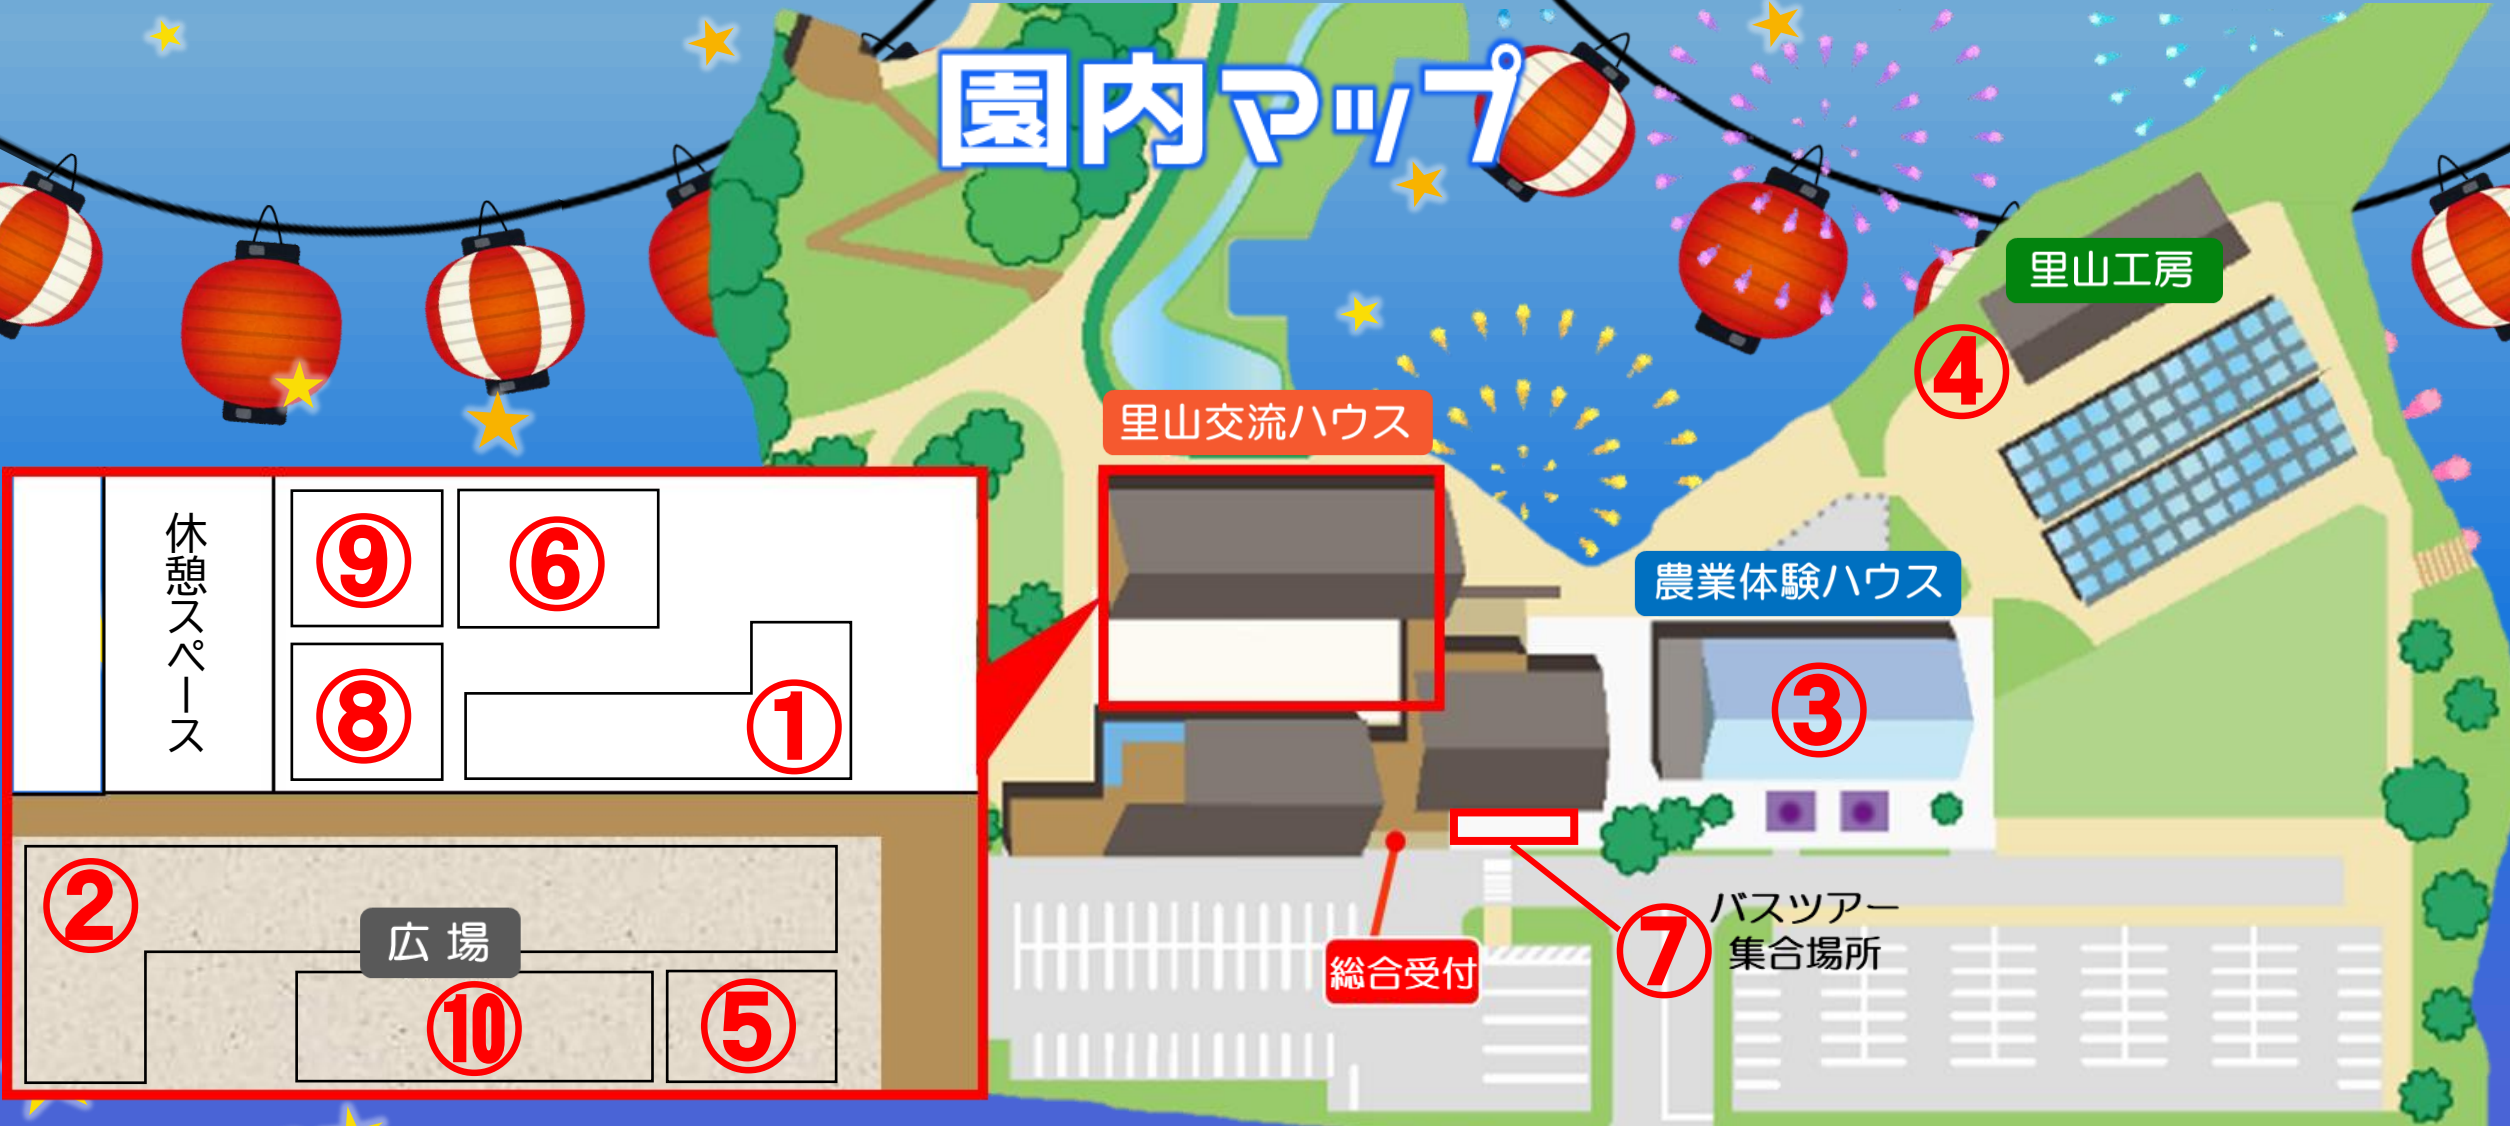 園内マップ
里山工房
④
里山交流ハウス
休憩スペース
⑨
⑥
⑧
①
農業体験ハウス
③
②
広場
⑩
⑤
総合受付
⑦
バスツアー
集合場所